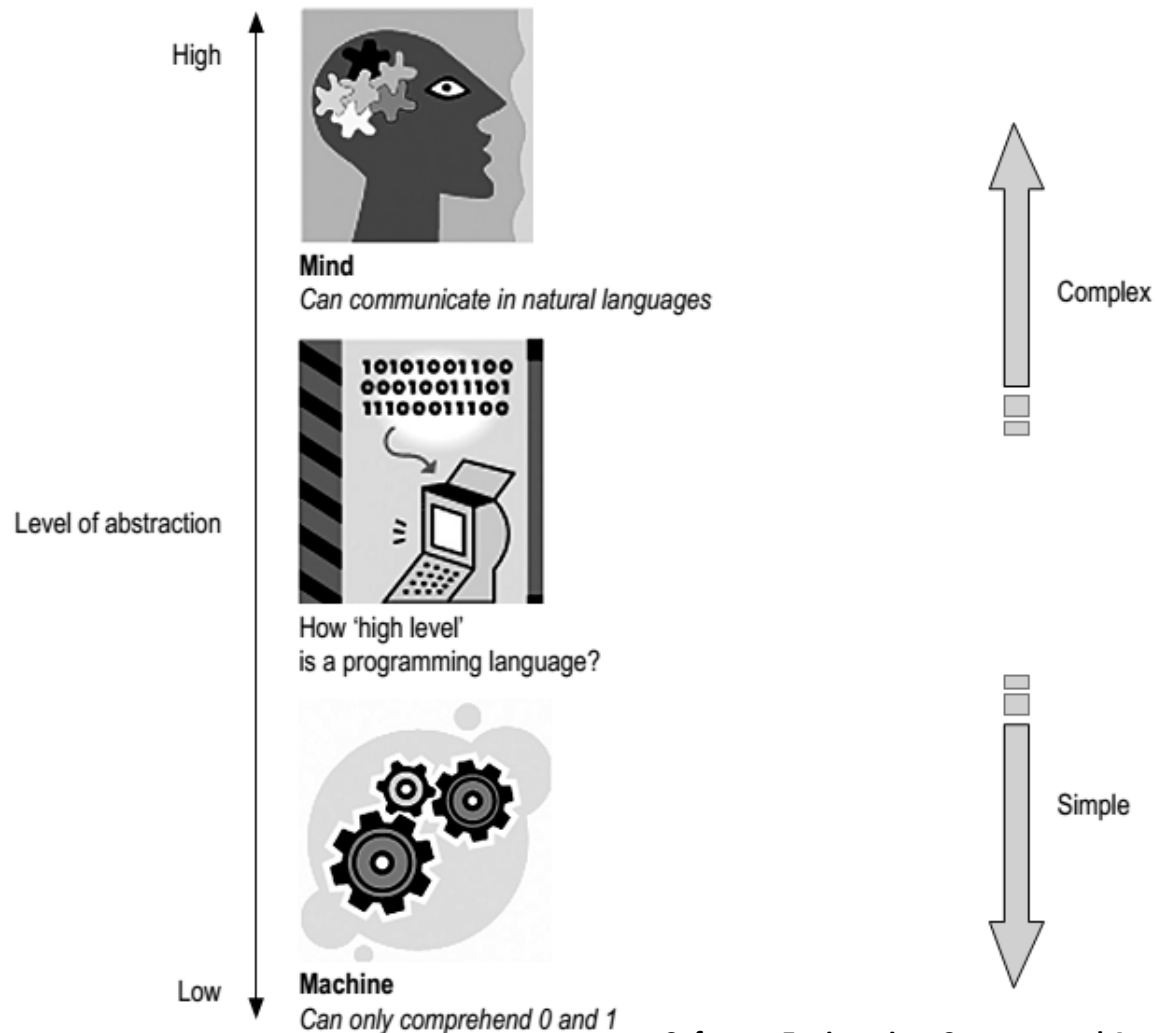 High
Mind
Can communicate in natural languages
Complex
10101001100
00010011101
11100011100
Level of abstraction
How ‘high level’
is a programming language?
Simple
Low
Machine
Can only comprehend 0 and 1